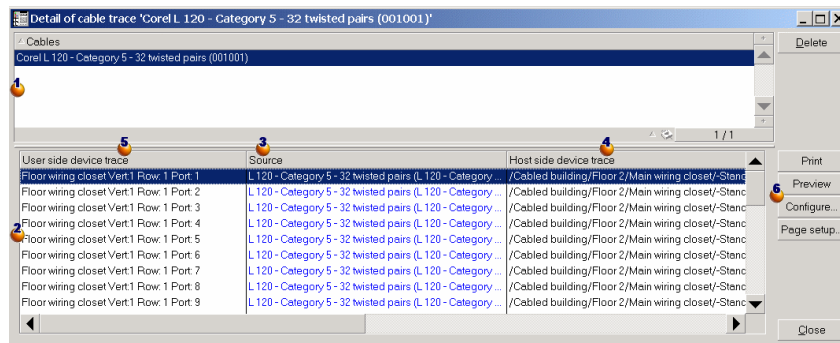 Detail of cable trace 'Corel L 120 - Category 5 - 32 twisted pairs (001001)'
Cables
Delete
Corel L 120 - Category 5 - 32 twisted pairs (001001)
1
1 / 1
5 3 4
User side device trace Source Host side device trace
Print
Floor wiring closet Vert:1 Row: 1 Port: 1 L 120 - Category 5 - 32 twisted pairs (L 120 - Category ... /Cabled building/Floor 2/Main wiring closet/-Stand
Floor wiring closet Vert:1 Row: 1 Port: 2 L 120 - Category 5 - 32 twisted pairs (L 120 - Category ... /Cabled building/Floor 2/Main wiring closet/-Stand
Preview
6
Floor wiring closet Vert:1 Row: 1 Port: 3 L 120 - Category 5 - 32 twisted pairs (L 120 - Category ... /Cabled building/Floor 2/Main wiring closet/-Stand
Configure...
Floor wiring closet Vert:1 Row: 1 Port: 4 L 120 - Category 5 - 32 twisted pairs (L 120 - Category ... /Cabled building/Floor 2/Main wiring closet/-Stand
2
Page setup..
Floor wiring closet Vert:1 Row: 1 Port: 5 L 120 - Category 5 - 32 twisted pairs (L 120 - Category ... /Cabled building/Floor 2/Main wiring closet/-Stand
Floor wiring closet Vert:1 Row: 1 Port: 6 L 120 - Category 5 - 32 twisted pairs (L 120 - Category ... /Cabled building/Floor 2/Main wiring closet/-Stand
Floor wiring closet Vert:1 Row: 1 Port: 7 L 120 - Category 5 - 32 twisted pairs (L 120 - Category ... /Cabled building/Floor 2/Main wiring closet/-Stand
Floor wiring closet Vert:1 Row: 1 Port: 8 L 120 - Category 5 - 32 twisted pairs (L 120 - Category ... /Cabled building/Floor 2/Main wiring closet/-Stand
Floor wiring closet Vert:1 Row: 1 Port: 9 L 120 - Category 5 - 32 twisted pairs (L 120 - Category ... /Cabled building/Floor 2/Main wiring closet/-Stand
Close